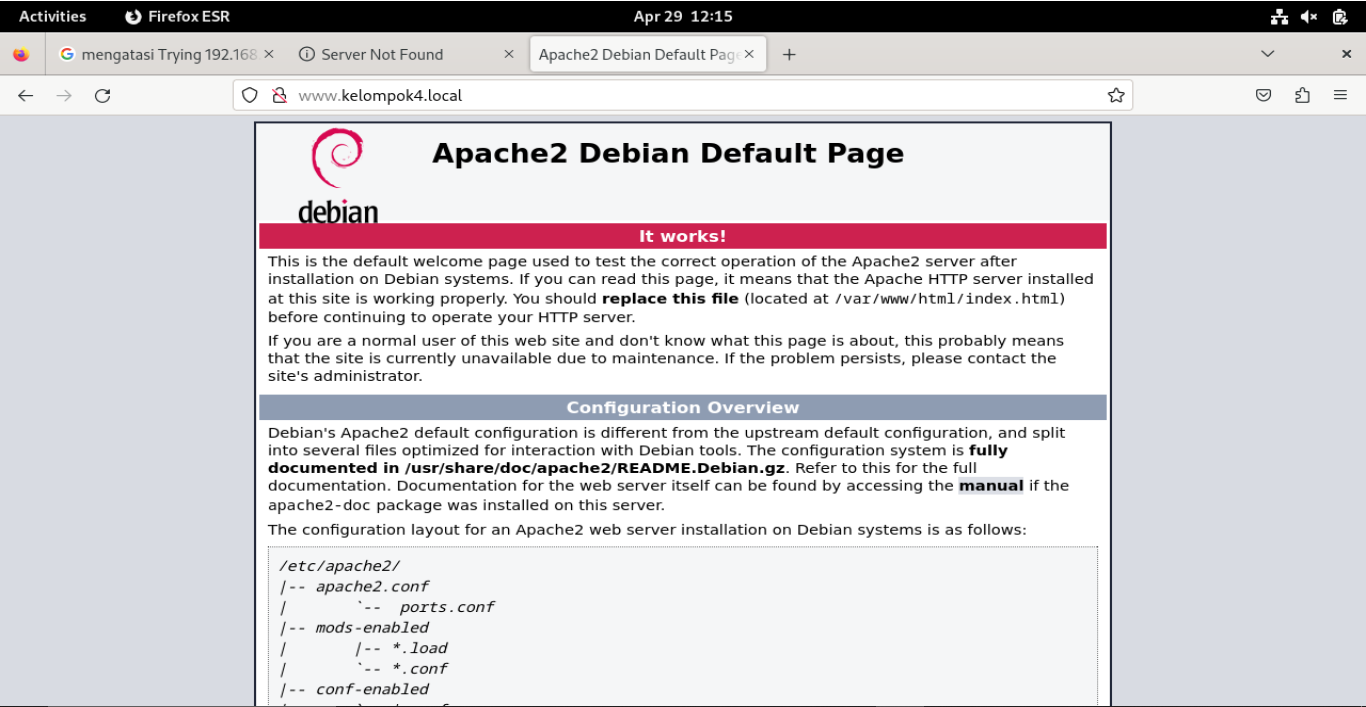 Activities
Firefox ESR
Apr 29 12:15
mengatasi Trying 192.168
Server Not Found
Apache2 Debian Default Page
www.kelompok4.local
debian
Apache2 Debian Default Page
It works!
This is the default welcome page used to test the correct operation of the Apache2 server after
installation on Debian systems. If you can read this page, it means that the Apache HTTP server installed
at this site is working properly. You should replace this file (located at /var/www/html/index.html)
before continuing to operate your HTTP server.
If you are a normal user of this web site and don't know what this page is about, this probably means
that the site is currently unavailable due to maintenance. If the problem persists, please contact the
site's administrator.
Configuration Overview
Debian's Apache2 default configuration is different from the upstream default configuration, and split
into several files optimized for interaction with Debian tools. The configuration system is fully
documented in /usr/share/doc/apache2/README.Debian.gz. Refer to this for the full
documentation. Documentation for the web server itself can be found by accessing the manual if the
apache2-doc package was installed on this server.
The configuration layout for an Apache2 web server installation on Debian systems is as follows:
/etc/apache2/
|-- apache2.conf
|       `--  ports.conf
|-- mods-enabled
|       |-- *.load
|       `-- *.conf
|-- conf-enabled